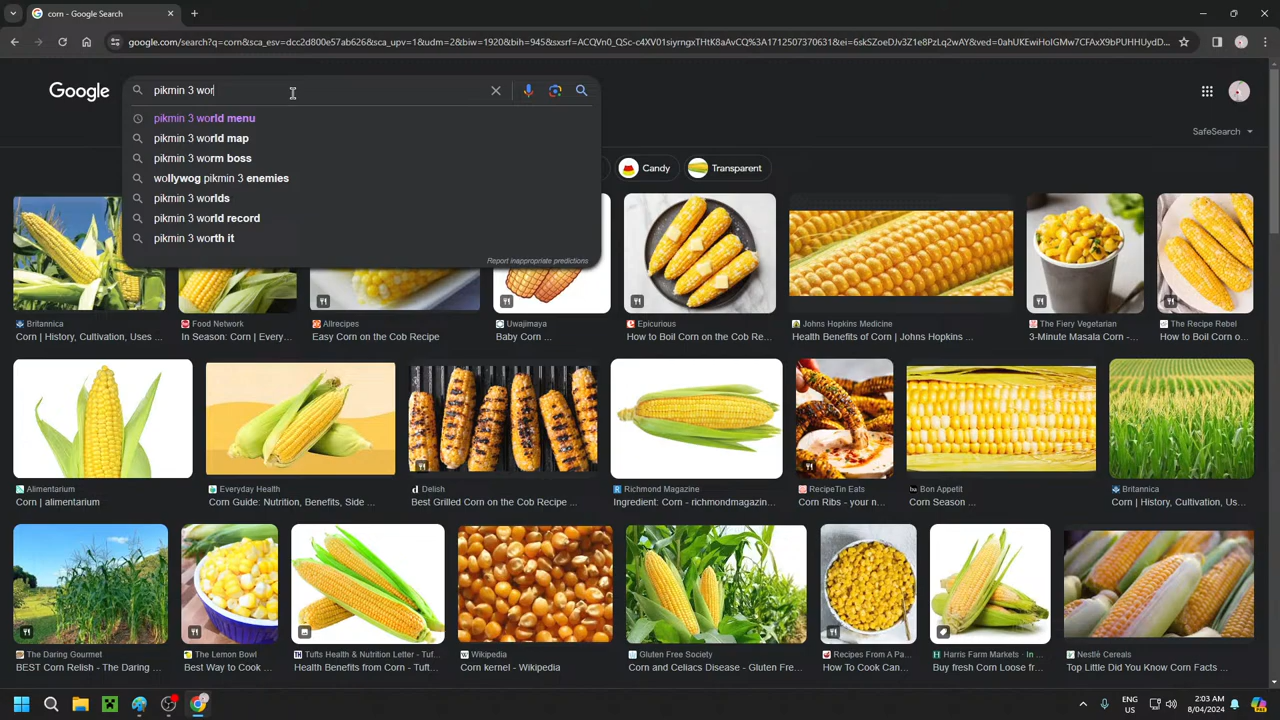 corn - Google Search
google.com/search?q=corn&sca_esv=dcc2d800e57ab626&sca_upv=1&udm=2&biw=1920&bih=945&sxsrf=ACQVn0_QSc-c4XV01siyrngxTHtK8aAvCQ%3A1712507370631&ei=6skSZoEDJv3Z1e8PzLq2wAY&ved=0ahUKEwiHoIGMw7CFAxX9bPUHHUydD...
Google
pikmin 3 wor
SafeSearch
pikmin 3 world menu
pikmin 3 world map
pikmin 3 worm boss
wollywog pikmin 3 enemies
pikmin 3 worlds
pikmin 3 world record
pikmin 3 worth it
Report inappropriate predictions
Candy
Transparent
Britannica
Corn | History, Cultivation, Uses ...
Food Network
In Season: Corn | Every...
Allrecipes
Easy Corn on the Cob Recipe
Uwajimaya
Baby Corn ...
Epicurious
How to Boil Corn on the Cob Re...
Johns Hopkins Medicine
Health Benefits of Corn | Johns Hopkins ...
The Fiery Vegetarian
3-Minute Masala Corn -...
The Recipe Rebel
How to Boil Corn o...
Alimentarium
Corn | alimentarium
Everyday Health
Corn Guide: Nutrition, Benefits, Side ...
Delish
Best Grilled Corn on the Cob Recipe ...
Richmond Magazine
Ingredient: Corn - richmondmagazin...
RecipeTin Eats
Corn Ribs - your n...
Bon Appetit
Corn Season ...
Britannica
Corn | History, Cultivation, Us...
The Daring Gourmet
BEST Corn Relish - The Daring ...
The Lemon Bowl
Best Way to Cook ...
Tufts Health & Nutrition Letter - Tuf...
Health Benefits from Corn - Tuft...
Wikipedia
Corn kernel - Wikipedia
Gluten Free Society
Corn and Celiacs Disease - Gluten Fre...
Recipes From A Pa...
How To Cook Can...
Harris Farm Markets · In ...
Buy fresh Corn Loose fr...
Nestlé Cereals
Top Little Did You Know Corn Facts ...
ENG
US
2:03 AM
8/04/2024